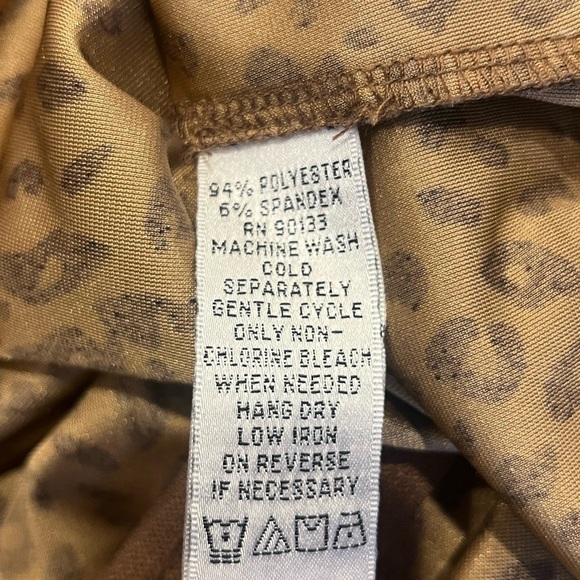 94% POLYESTER
6% SPANDEX
RN 90133
MACHINE WASH
COLD
SEPARATELY
GENTLE CYCLE
ONLY NON-
CHLORINE BLEACH
WHEN NEEDED
HANG DRY
LOW IRON
ON REVERSE
IF NECESSARY